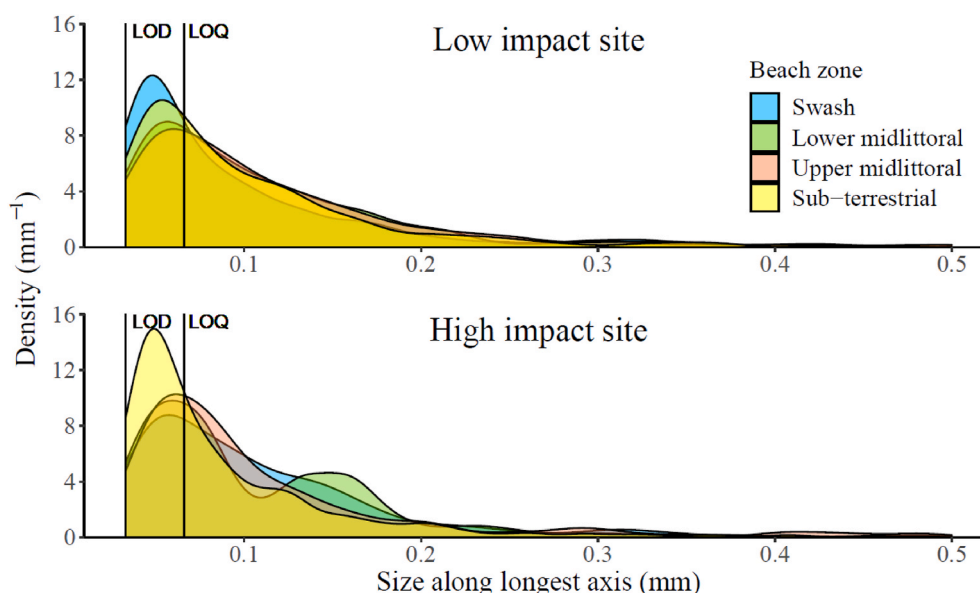 16
12
8
4
0
LOD LOQ
Low impact site
Beach zone
Swash
Lower midlittoral
Upper midlittoral
Sub−terrestrial
0.1 0.2 0.3 0.4 0.5
Density (mm−1)
16
12
8
4
0
LOD LOQ
High impact site
0.1 0.2 0.3 0.4 0.5
Size along longest axis (mm)